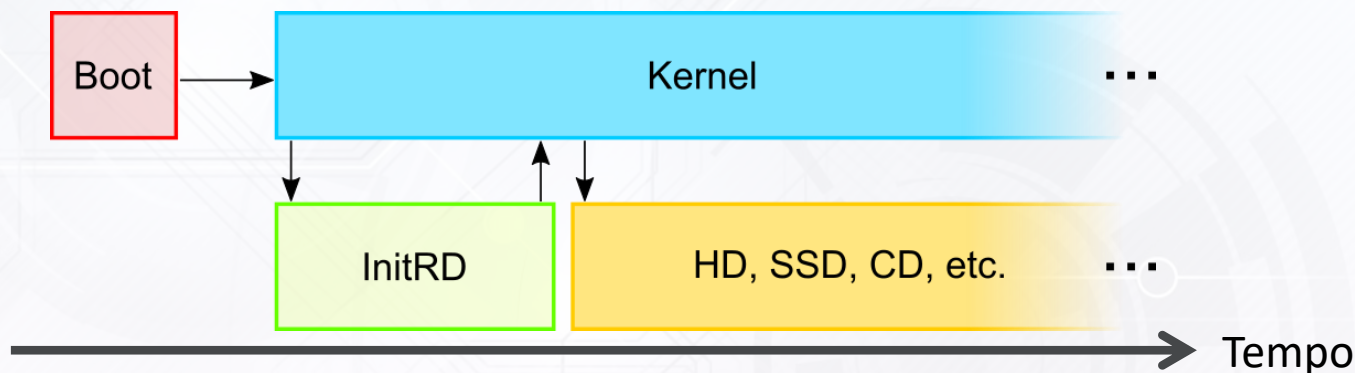 Boot
Kernel
...
InitRD
HD, SSD, CD, etc.
...
Tempo